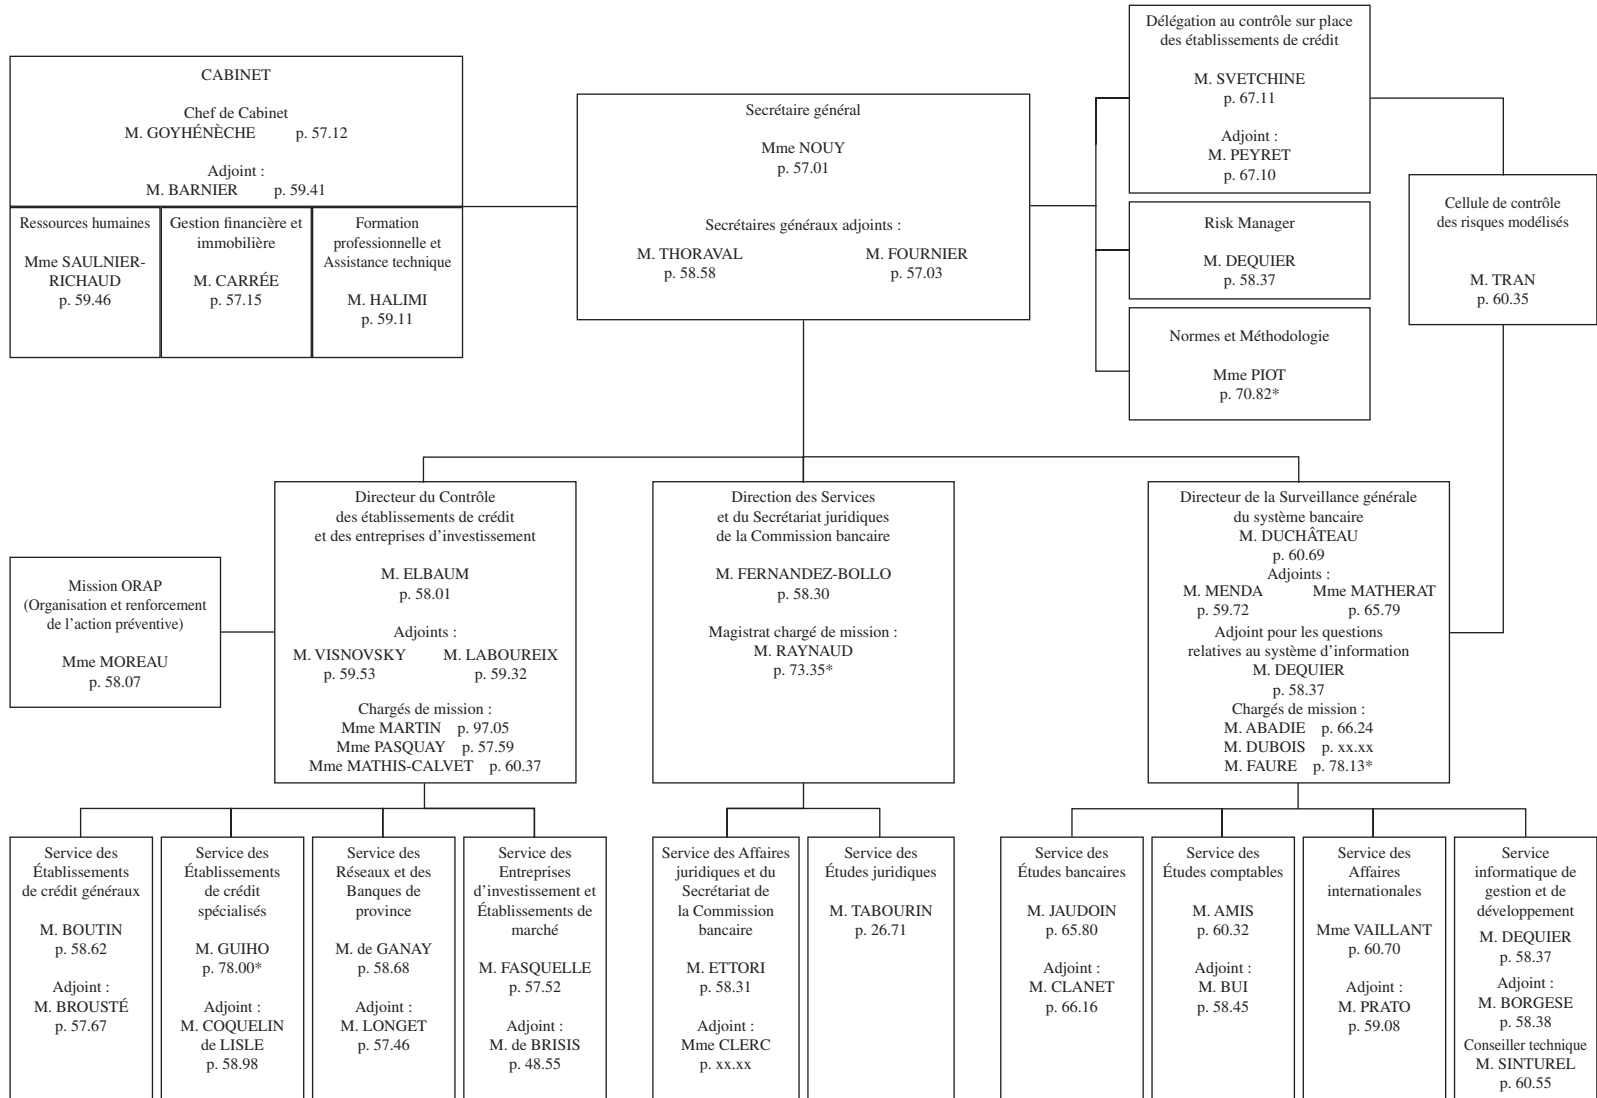 CABINET
Chef de Cabinet
M. GOYHÉNÈCHE p. 57.12
Adjoint :
M. BARNIER p. 59.41
Ressources humaines
Mme SAULNIER-
RICHAUD
p. 59.46
Gestion financière et
immobilière
M. CARRÉE
p. 57.15
Formation
professionnelle et
Assistance technique
M. HALIMI
p. 59.11
Secrétaire général
Mme NOUY
p. 57.01
Secrétaires généraux adjoints :
M. THORAVAL
p. 58.58
M. FOURNIER
p. 57.03
Délégation au contrôle sur place
des établissements de crédit
M. SVETCHINE
p. 67.11
Adjoint :
M. PEYRET
p. 67.10
Risk Manager
M. DEQUIER
p. 58.37
Normes et Méthodologie
Mme PIOT
p. 70.82*
Cellule de contrôle
des risques modélisés
M. TRAN
p. 60.35
Mission ORAP
(Organisation et renforcement
de l'action préventive)
Mme MOREAU
p. 58.07
Directeur du Contrôle
des établissements de crédit
et des entreprises d'investissement
M. ELBAUM
p. 58.01
Adjoints :
M. VISNOVSKY
p. 59.53
M. LABOUREIX
p. 59.32
Chargés de mission :
Mme MARTIN p. 97.05
Mme PASQUAY p. 57.59
Mme MATHIS-CALVET p. 60.37
Direction des Services
et du Secrétariat juridiques
de la Commission bancaire
M. FERNANDEZ-BOLLO
p. 58.30
Magistrat chargé de mission :
M. RAYNAUD
p. 73.35*
Directeur de la Surveillance générale
du système bancaire
M. DUCHÂTEAU
p. 60.69
Adjoints :
M. MENDA
p. 59.72
Mme MATHERAT
p. 65.79
Adjoint pour les questions
relatives au système d'information
M. DEQUIER
p. 58.37
Chargés de mission :
M. ABADIE p. 66.24
M. DUBOIS p. xx.xx
M. FAURE p. 78.13*
Service des
Établissements
de crédit généraux
M. BOUTIN
p. 58.62
Adjoint :
M. BROUSTÉ
p. 57.67
Service des
Établissements
de crédit
spécialisés
M. GUIHO
p. 78.00*
Adjoint :
M. COQUELIN
de LISLE
p. 58.98
Service des
Réseaux et des
Banques de
province
M. de GANAY
p. 58.68
Adjoint :
M. LONGET
p. 57.46
Service des
Entreprises
d'investissement et
Établissements de
marché
M. FASQUELLE
p. 57.52
Adjoint :
M. de BRISIS
p. 48.55
Service des Affaires
juridiques et du
Secrétariat de
la Commission
bancaire
M. ETTORI
p. 58.31
Adjoint :
Mme CLERC
p. xx.xx
Service des
Études juridiques
M. TABOURIN
p. 26.71
Service des
Études bancaires
M. JAUDOIN
p. 65.80
Adjoint :
M. CLANET
p. 66.16
Service des
Études comptables
M. AMIS
p. 60.32
Adjoint :
M. BUI
p. 58.45
Service des
Affaires
internationales
Mme VAILLANT
p. 60.70
Adjoint :
M. PRATO
p. 59.08
Service
informatique de
gestion et de
développement
M. DEQUIER
p. 58.37
Adjoint :
M. BORGESE
p. 58.38
Conseiller technique
M. SINTUREL
p. 60.55